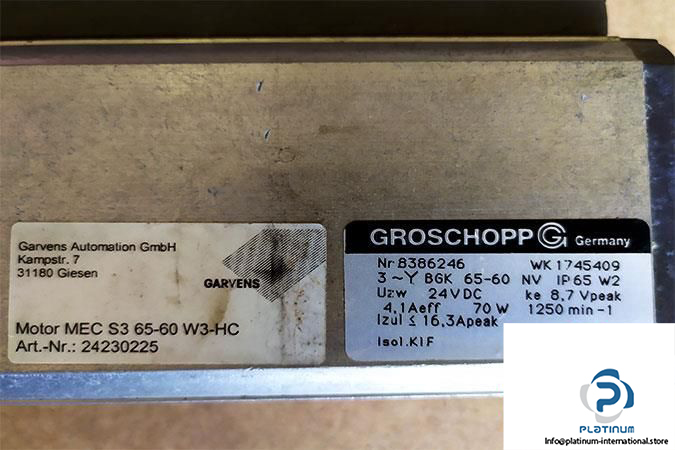 Garvens Automation GmbH
Kampstr. 7
31180 Giesen
GARVENS
Motor MEC S3 65-60 W3-HC
Art.-Nr.: 24230225
GROSCHOPP G Germany
Nr 8386246 WK 1745409
3 ~ Y BGK 65-60 NV IP 65 W2
Uzw 24VDC ke 8,7 Vpeak
4,1Aeff 70 W 1250 min -1
Izul ≤ 16,3Apeak
Isol.Kl F
PLATINUM
Info@platinum-international.store